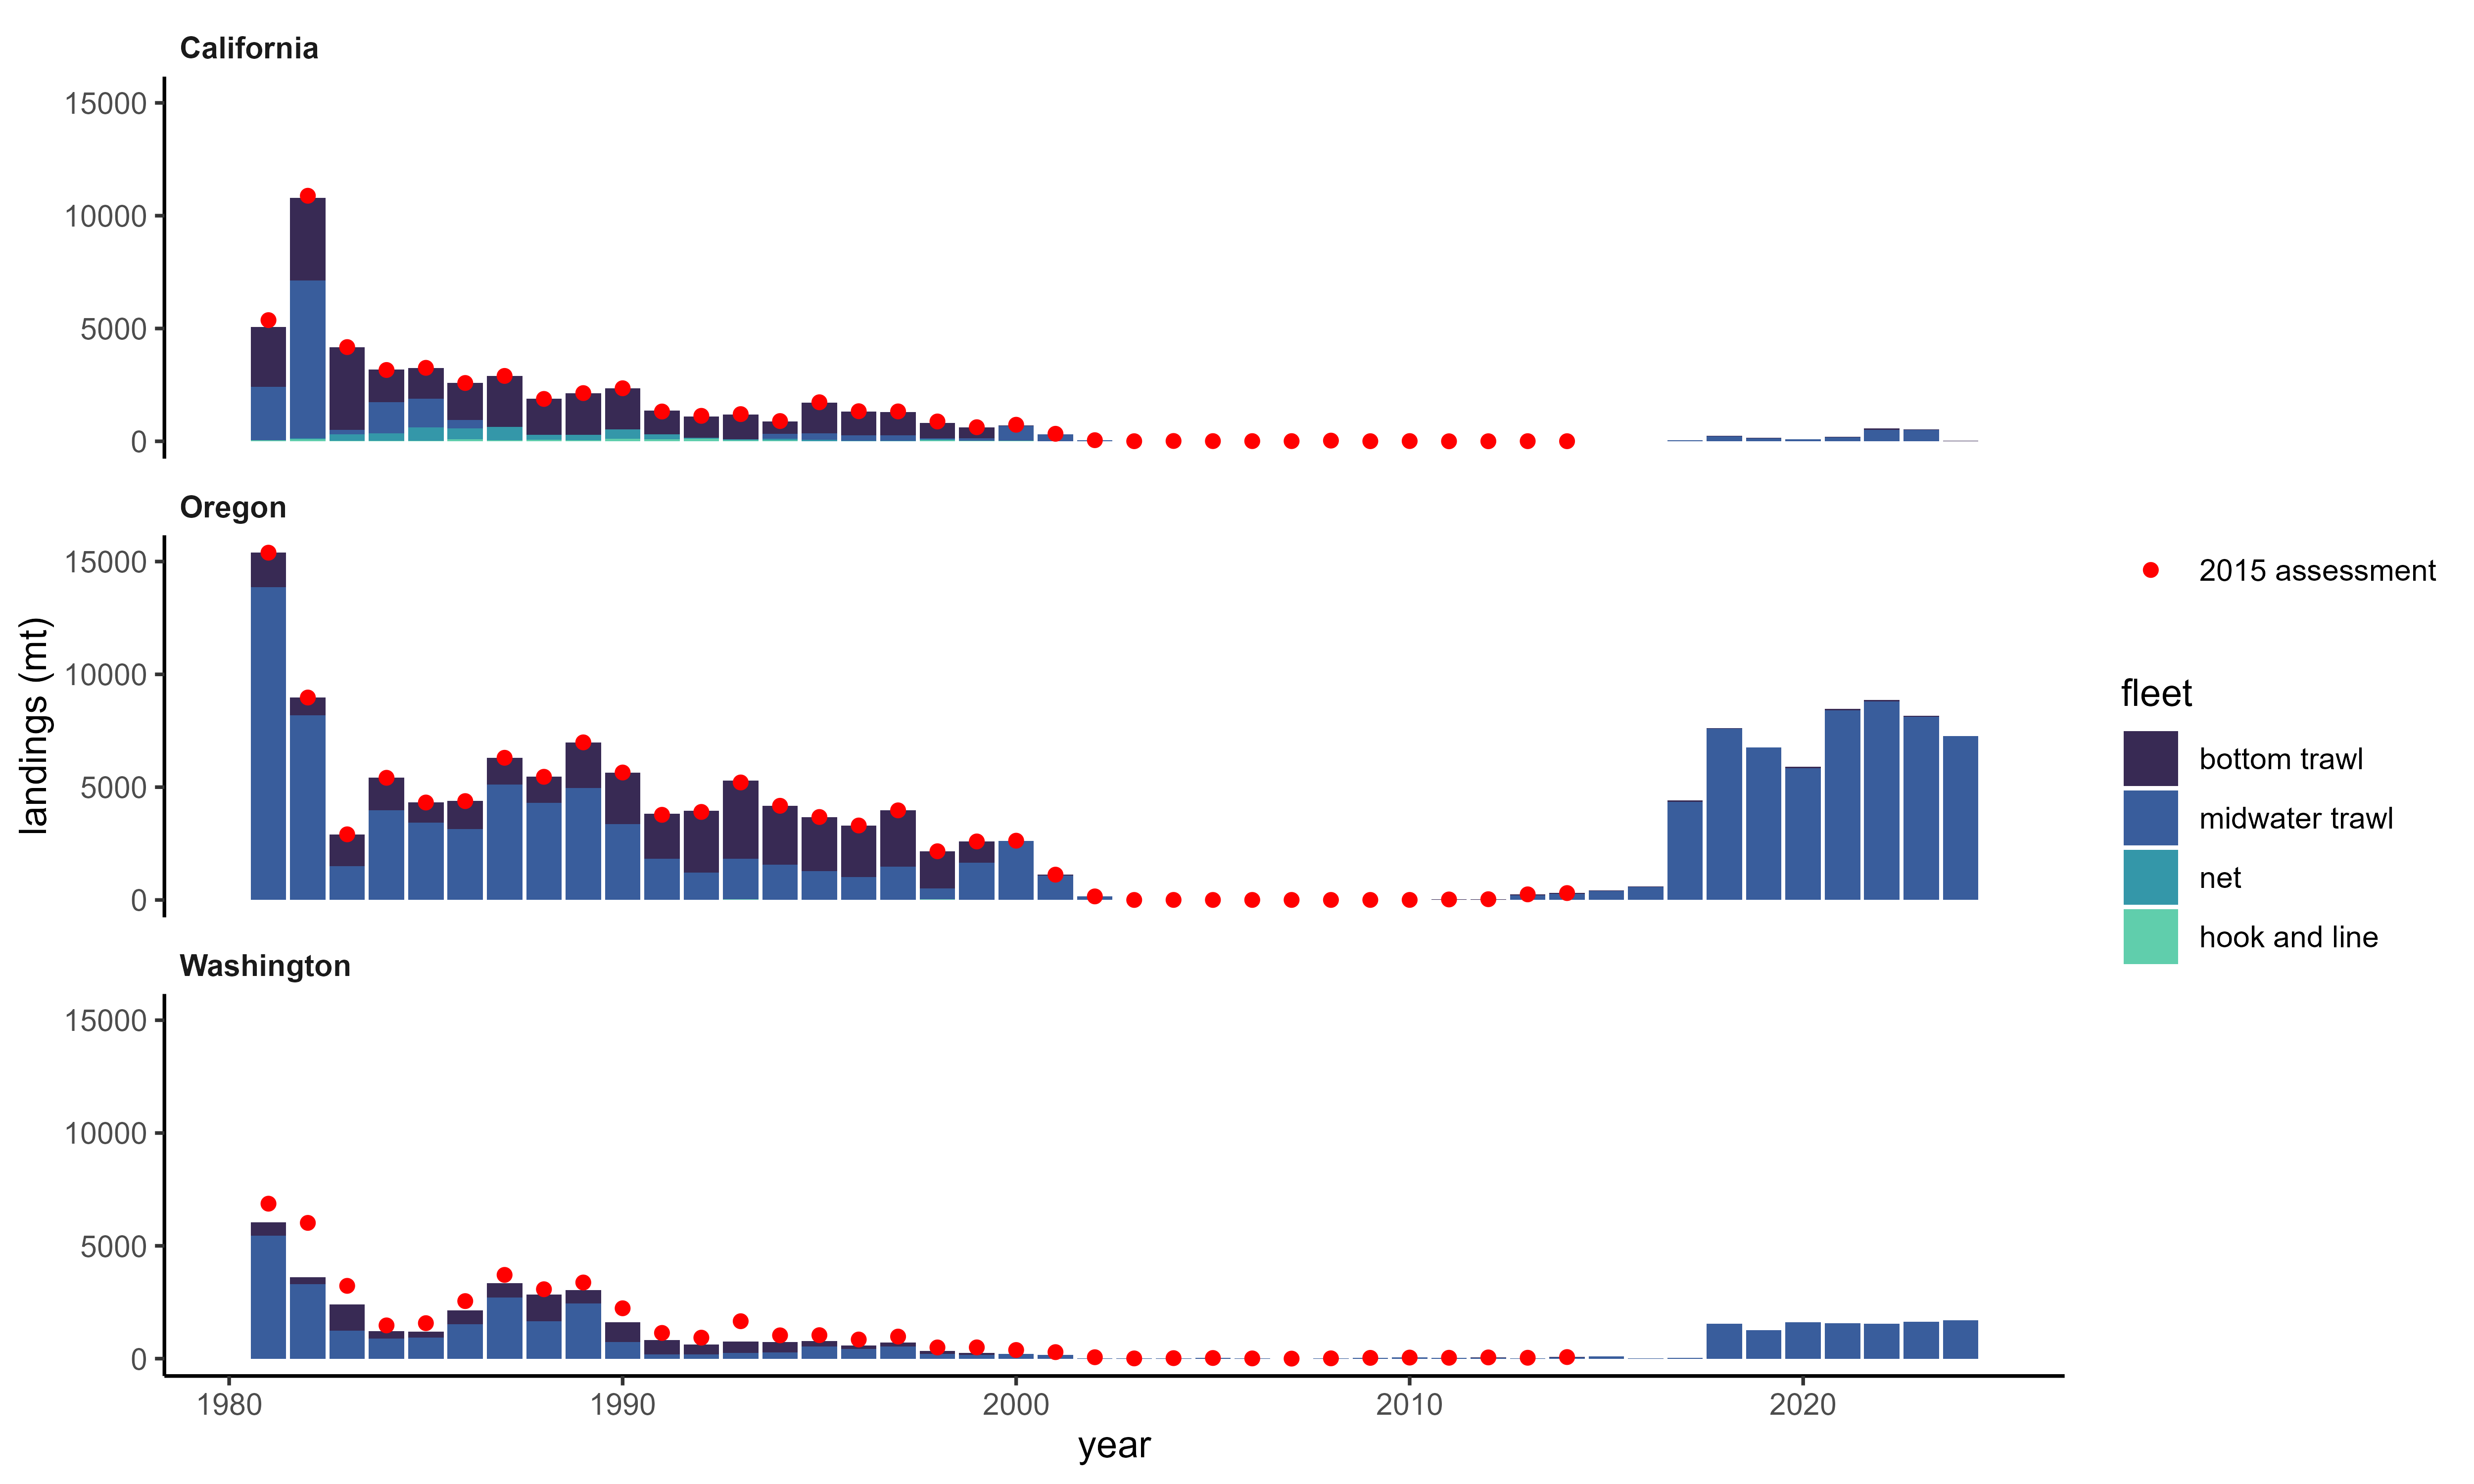 California
15000
10000
5000
0
Oregon
15000
10000
5000
0
Washington
15000
10000
5000
0
1980 1990 2000 2010 2020
year
landings (mt)
2015 assessment
fleet
bottom trawl
midwater trawl
net
hook and line